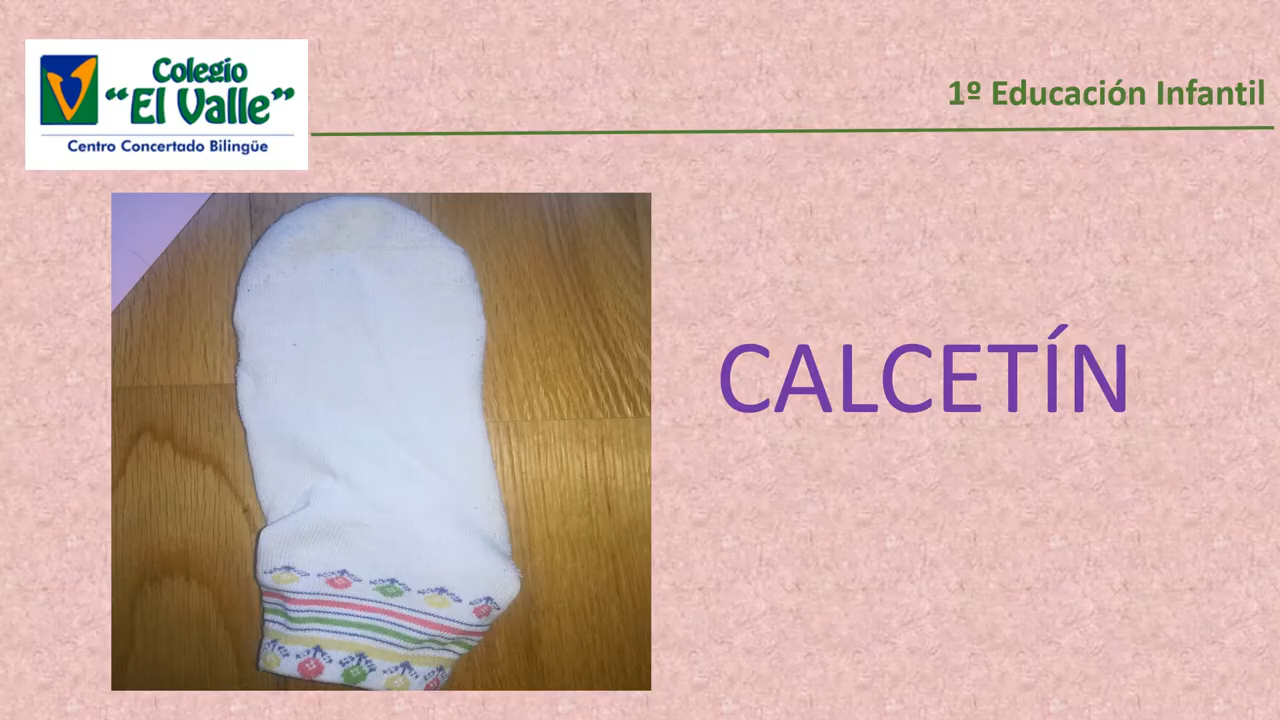 Colegio
“El Valle”
Centro Concertado Bilingüe
1º Educación Infantil
CALCETÍN